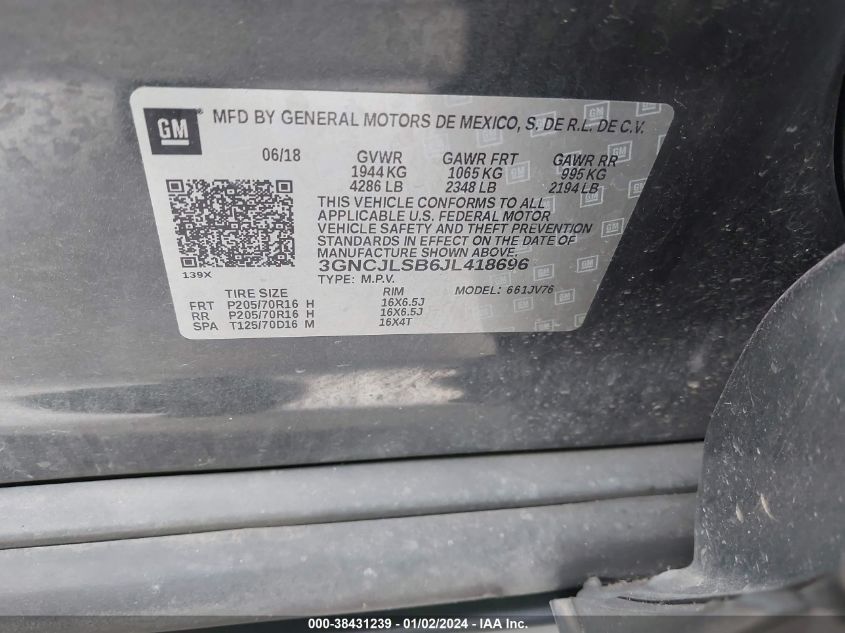 GM MFD BY GENERAL MOTORS DE MEXICO, S. DE R.L. DE C.V.
06/18 GVWR GAWR FRT GAWR RR
1944 KG 1065 KG 995 KG
4286 LB 2348 LB 2194 LB
THIS VEHICLE CONFORMS TO ALL
APPLICABLE U.S. FEDERAL MOTOR
VEHICLE SAFETY AND THEFT PREVENTION
STANDARDS IN EFFECT ON THE DATE OF
MANUFACTURE SHOWN ABOVE.
3GNCJLSB6JL418696
139X TYPE: M.P.V.
TIRE SIZE RIM MODEL: 661JV76
FRT P205/70R16 H 16X6.5J
RR P205/70R16 H 16X6.5J
SPA T125/70D16 M 16X4T
000-38431239 - 01/02/2024 - IAA Inc.